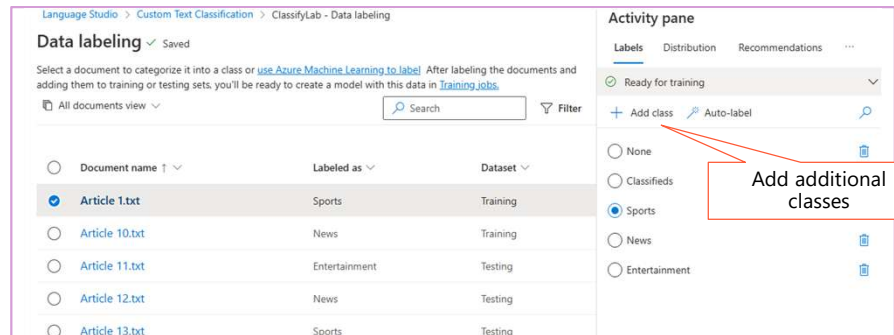 Language Studio > Custom Text Classification > ClassifyLab - Data labeling
Data labeling ✓ Saved
Select a document to categorize it into a class or use Azure Machine Learning to label After labeling the documents and
adding them to training or testing sets, you'll be ready to create a model with this data in Training jobs.
All documents view
Search
Filter
Document name ↑ Labeled as Dataset
Article 1.txt Sports Training
Article 10.txt News Training
Article 11.txt Entertainment Testing
Article 12.txt News Testing
Article 13.txt Sports Testing
Activity pane
Labels Distribution Recommendations ...
Ready for training
+ Add class Auto-label
None
Classifieds
Sports
News
Entertainment
Add additional
classes